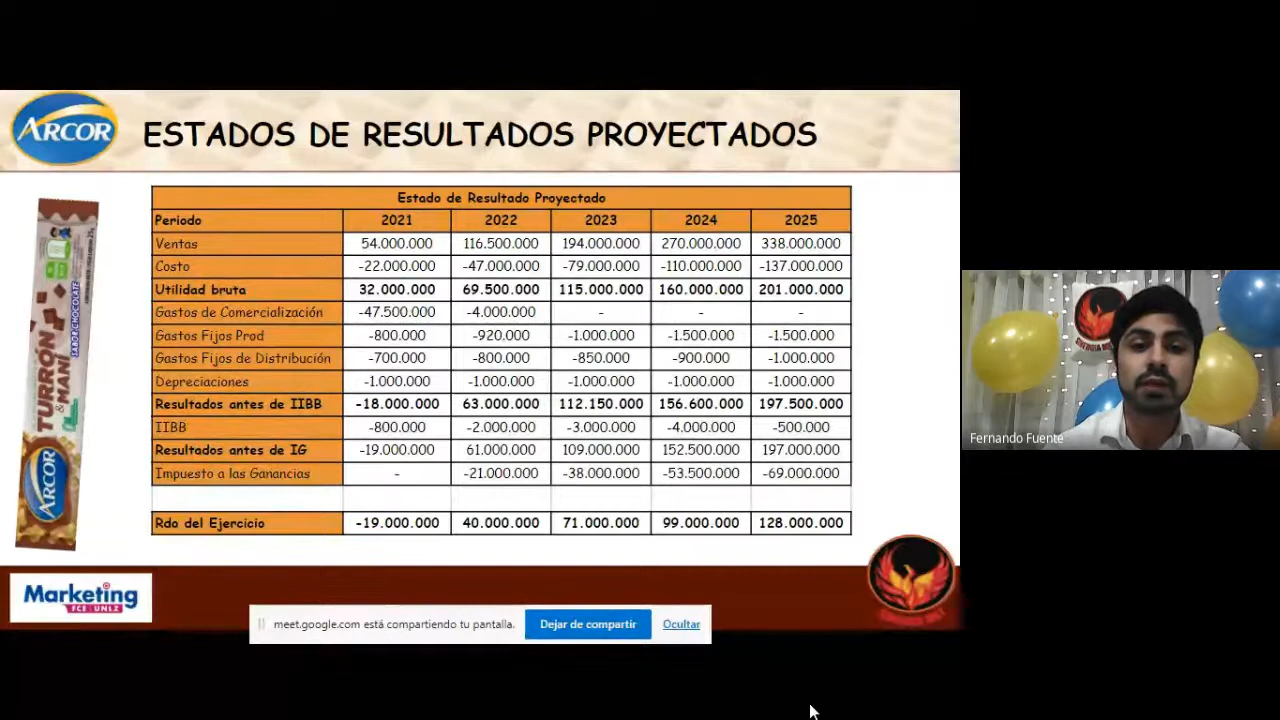 ARCOR
ESTADOS DE RESULTADOS PROYECTADOS
Estado de Resultado Proyectado
Periodo 2021 2022 2023 2024 2025
Ventas 54.000.000 116.500.000 194.000.000 270.000.000 338.000.000
Costo -22.000.000 -47.000.000 -79.000.000 -110.000.000 -137.000.000
Utilidad bruta 32.000.000 69.500.000 115.000.000 160.000.000 201.000.000
Gastos de Comercialización -47.500.000 -4.000.000 - - -
Gastos Fijos Prod -800.000 -920.000 -1.000.000 -1.500.000 -1.500.000
Gastos Fijos de Distribución -700.000 -800.000 -850.000 -900.000 -1.000.000
Depreciaciones -1.000.000 -1.000.000 -1.000.000 -1.000.000 -1.000.000
Resultados antes de IIBB -18.000.000 63.000.000 112.150.000 156.600.000 197.500.000
IIBB -800.000 -2.000.000 -3.000.000 -4.000.000 -500.000
Resultados antes de IG -19.000.000 61.000.000 109.000.000 152.500.000 197.000.000
Impuesto a las Ganancias - -21.000.000 -38.000.000 -53.500.000 -69.000.000
Rdo del Ejercicio -19.000.000 40.000.000 71.000.000 99.000.000 128.000.000
TURRÓN
& MANÍ
SABOR CHOCOLATE
ARCOR
Marketing
FCE UNLZ
meet.google.com está compartiendo tu pantalla.
Dejar de compartir
Ocultar
Fernando Fuente